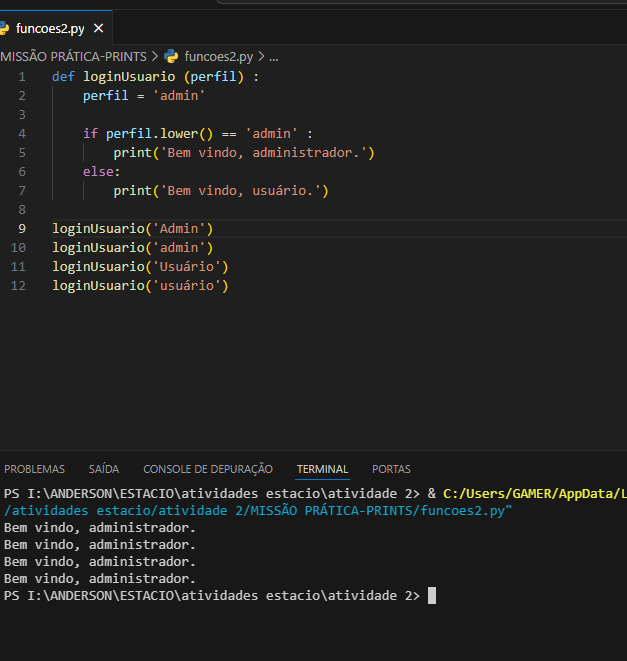 funcoes2.py ×
MISSÃO PRÁTICA-PRINTS > funcoes2.py > ...
1 def loginUsuario (perfil) :
2     perfil = 'admin'
3
4     if perfil.lower() == 'admin' :
5         print('Bem vindo, administrador.')
6     else:
7         print('Bem vindo, usuário.')
8
9 loginUsuario('Admin')
10 loginUsuario('admin')
11 loginUsuario('Usuário')
12 loginUsuario('usuário')
PROBLEMAS SAÍDA CONSOLE DE DEPURAÇÃO TERMINAL PORTAS
PS I:\ANDERSON\ESTACIO\atividades estacio\atividade 2> & C:/Users/GAMER/AppData/L
/atividades estacio/atividade 2/MISSÃO PRÁTICA-PRINTS/funcoes2.py"
Bem vindo, administrador.
Bem vindo, administrador.
Bem vindo, administrador.
Bem vindo, administrador.
PS I:\ANDERSON\ESTACIO\atividades estacio\atividade 2>